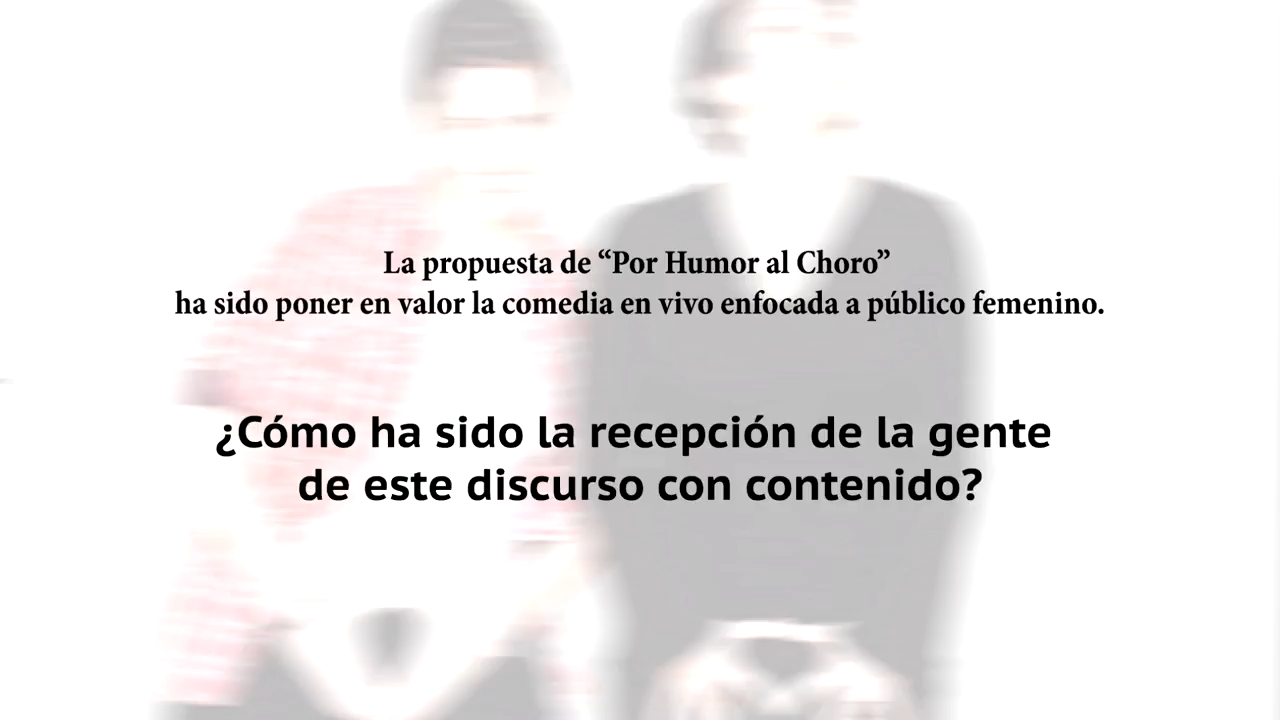 La propuesta de “Por Humor al Choro”
ha sido poner en valor la comedia en vivo enfocada a público femenino.
¿Cómo ha sido la recepción de la gente
de este discurso con contenido?